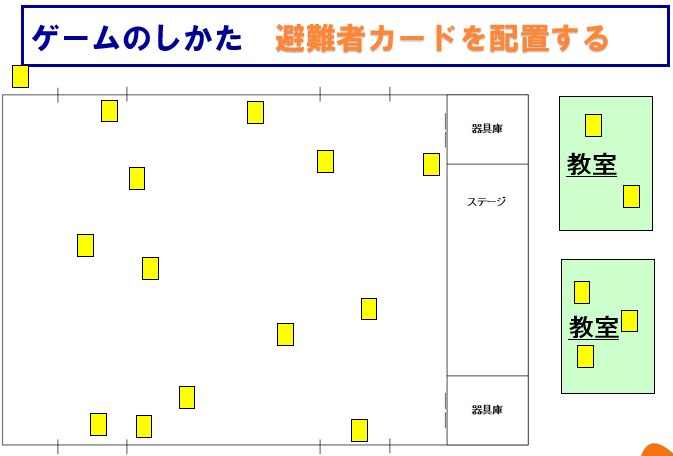 ゲームのしかた　避難者カードを配置する
器具庫
教室
ステージ
教室
器具庫